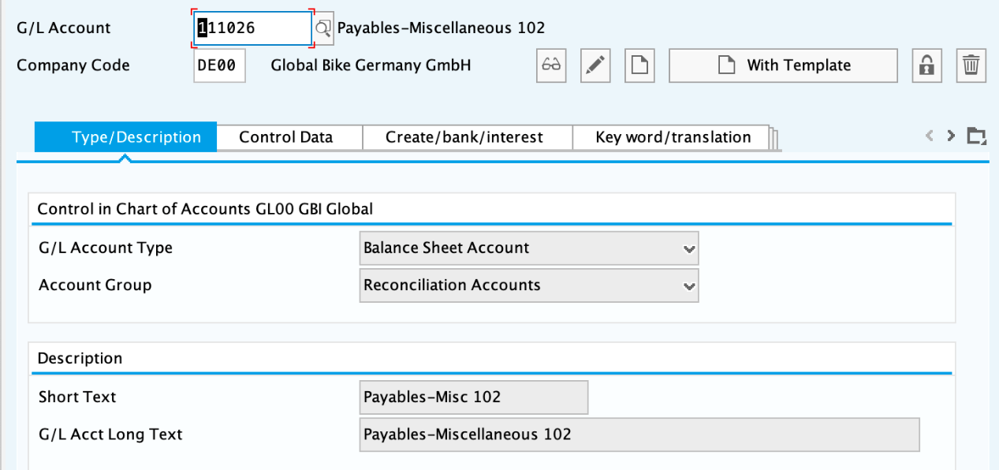 G/L Account 111026 Payables-Miscellaneous 102
Company Code DE00 Global Bike Germany GmbH With Template
Type/Description Control Data Create/bank/interest Key word/translation
Control in Chart of Accounts GL00 GBI Global
G/L Account Type Balance Sheet Account
Account Group Reconciliation Accounts
Description
Short Text Payables-Misc 102
G/L Acct Long Text Payables-Miscellaneous 102